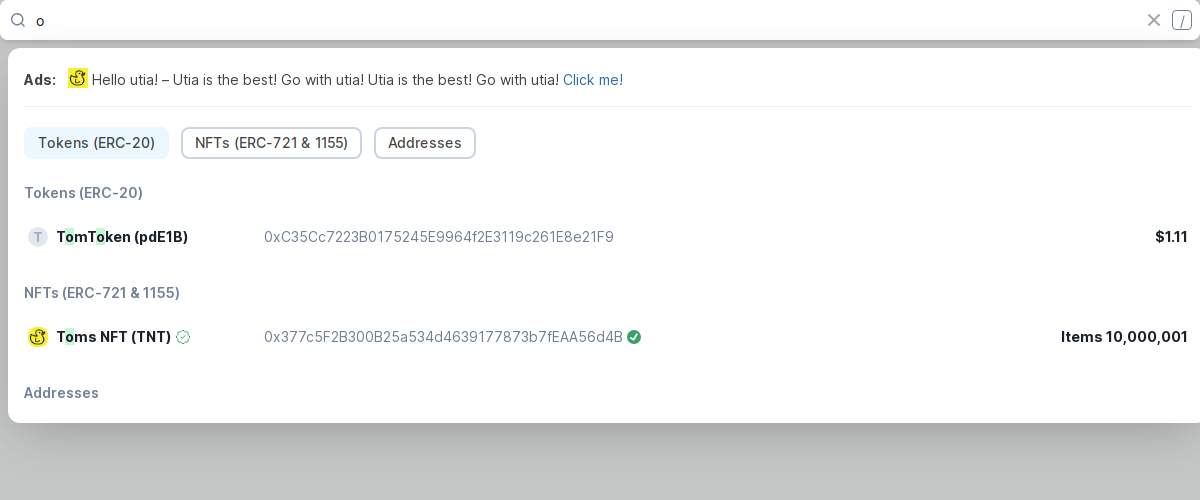 o
/
Ads: Hello utia! – Utia is the best! Go with utia! Utia is the best! Go with utia! Click me!
Tokens (ERC-20) NFTs (ERC-721 & 1155) Addresses
Tokens (ERC-20)
T TomToken (pdE1B) 0xC35Cc7223B0175245E9964f2E3119c261E8e21F9 $1.11
NFTs (ERC-721 & 1155)
Toms NFT (TNT) 0x377c5F2B300B25a534d4639177873b7fEAA56d4B Items 10,000,001
Addresses